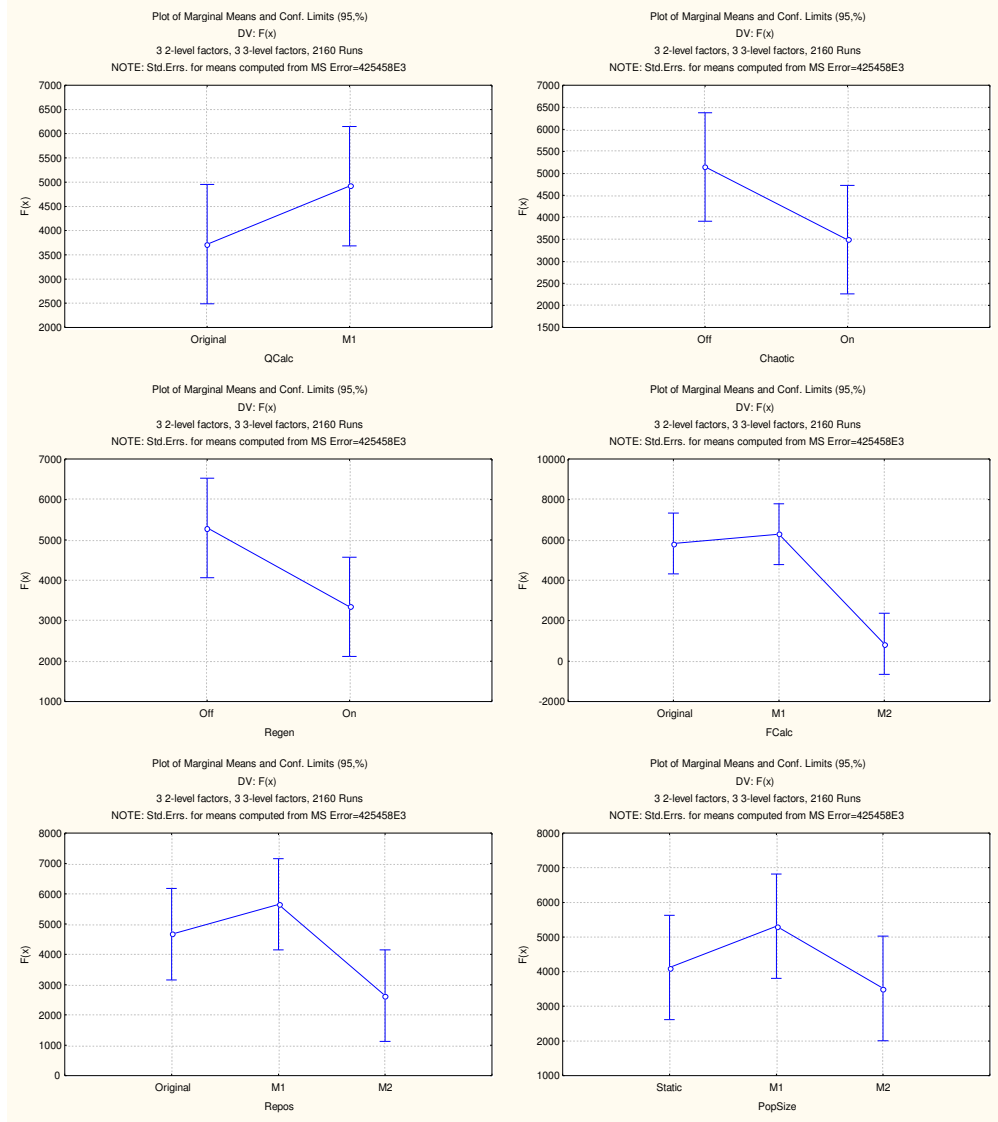 Plot of Marginal Means and Conf. Limits (95,%)
DV: F(x)
3 2-level factors, 3 3-level factors, 2160 Runs
NOTE: Std.Errs. for means computed from MS Error=425458E3
7000
6500
6000
5500
5000
4500
4000
3500
3000
2500
2000
F(x)
Original M1
QCalc
Plot of Marginal Means and Conf. Limits (95,%)
DV: F(x)
3 2-level factors, 3 3-level factors, 2160 Runs
NOTE: Std.Errs. for means computed from MS Error=425458E3
7000
6500
6000
5500
5000
4500
4000
3500
3000
2500
2000
1500
F(x)
Off On
Chaotic
Plot of Marginal Means and Conf. Limits (95,%)
DV: F(x)
3 2-level factors, 3 3-level factors, 2160 Runs
NOTE: Std.Errs. for means computed from MS Error=425458E3
7000
6000
5000
4000
3000
2000
1000
F(x)
Off On
Regen
Plot of Marginal Means and Conf. Limits (95,%)
DV: F(x)
3 2-level factors, 3 3-level factors, 2160 Runs
NOTE: Std.Errs. for means computed from MS Error=425458E3
10000
8000
6000
4000
2000
0
-2000
F(x)
Original M1 M2
FCalc
Plot of Marginal Means and Conf. Limits (95,%)
DV: F(x)
3 2-level factors, 3 3-level factors, 2160 Runs
NOTE: Std.Errs. for means computed from MS Error=425458E3
8000
7000
6000
5000
4000
3000
2000
1000
0
F(x)
Original M1 M2
Repos
Plot of Marginal Means and Conf. Limits (95,%)
DV: F(x)
3 2-level factors, 3 3-level factors, 2160 Runs
NOTE: Std.Errs. for means computed from MS Error=425458E3
8000
7000
6000
5000
4000
3000
2000
1000
F(x)
Static M1 M2
PopSize